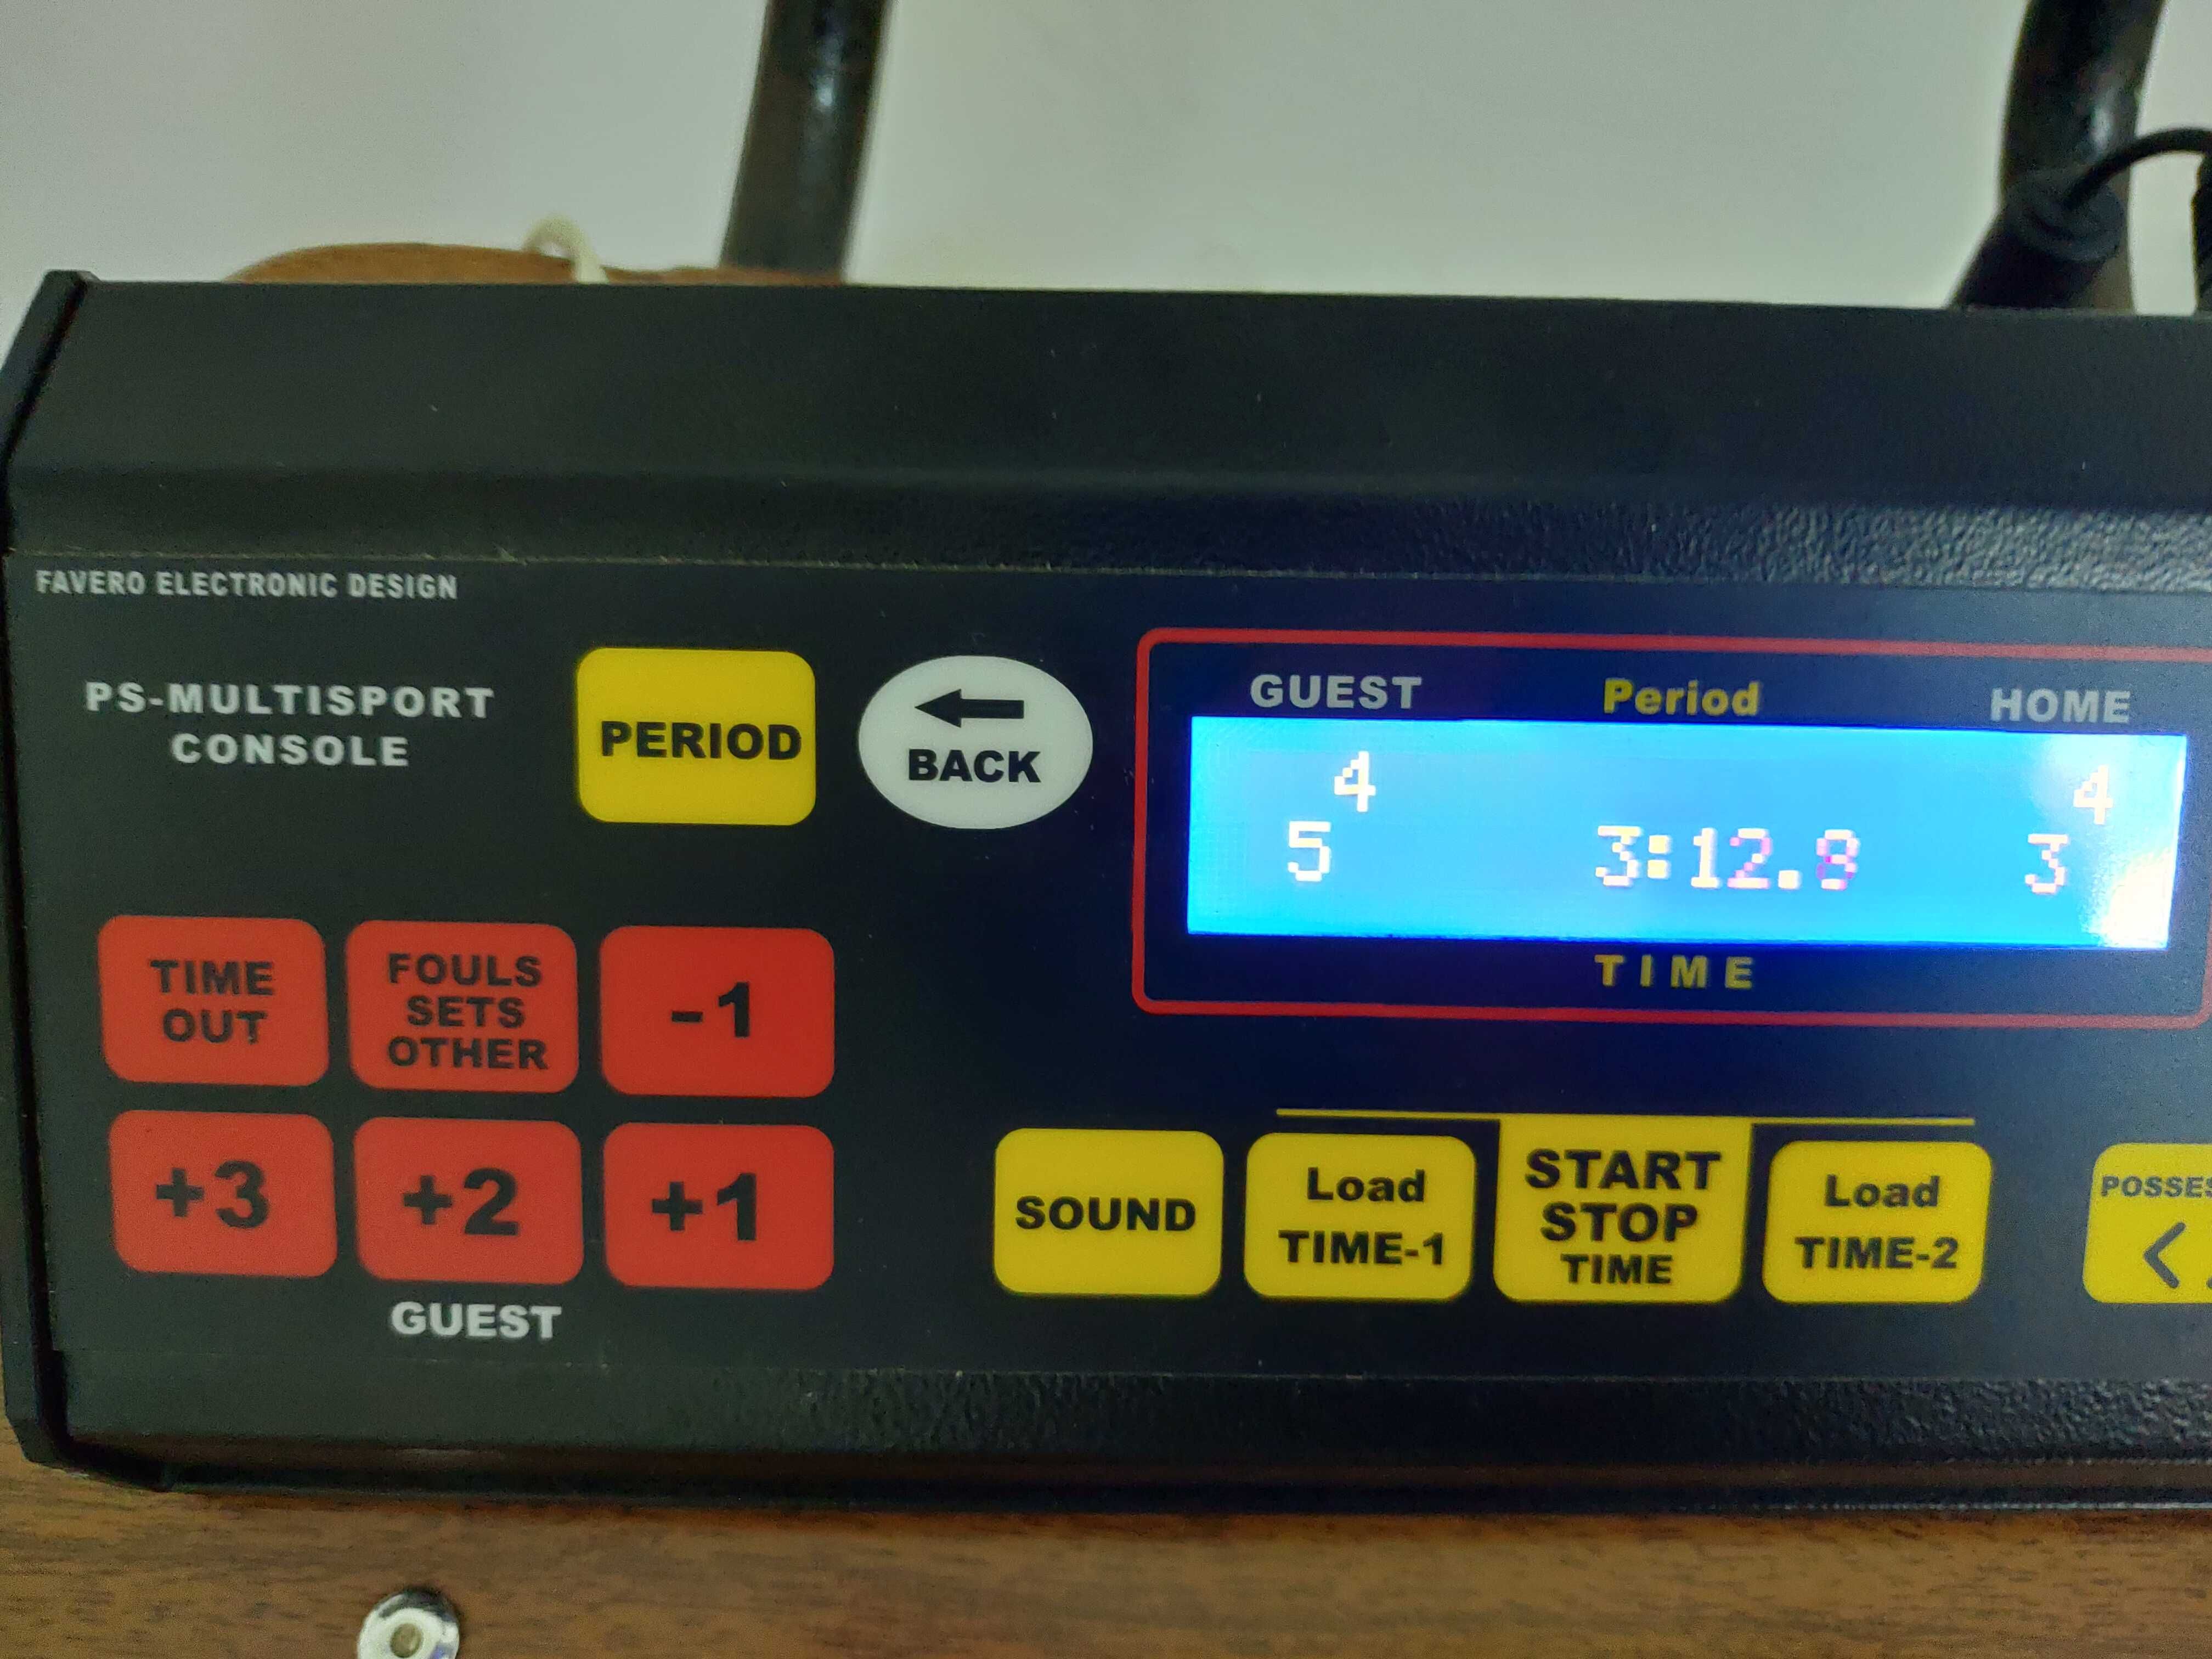 FAVERO ELECTRONIC DESIGN
PS-MULTISPORT
CONSOLE
PERIOD
BACK
GUEST Period HOME
4 4
5 3:12.8 3
TIME
TIME
OUT
FOULS
SETS
OTHER
-1
+3
+2
+1
GUEST
SOUND
Load
TIME-1
START
STOP
TIME
Load
TIME-2